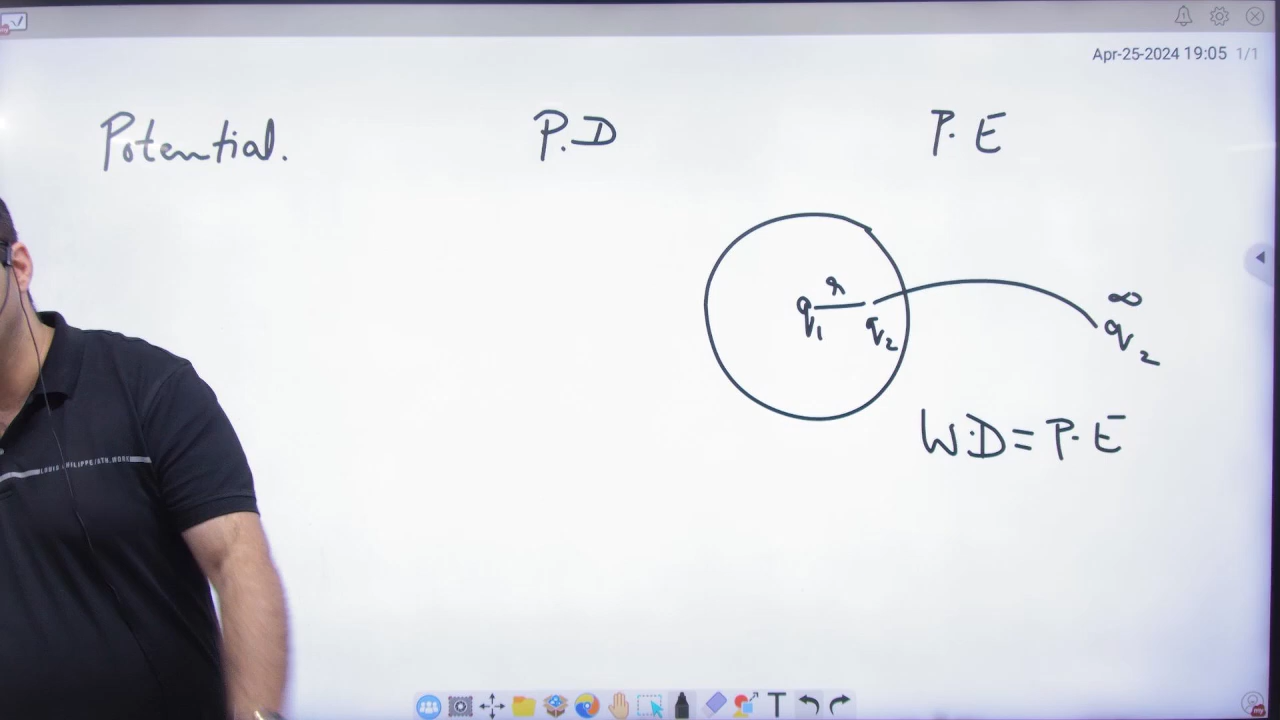 Apr-25-2024 19:05 1/1
Potential.
P.D
P.E
r
q1
q2
∞
q2
W.D = P.E
T